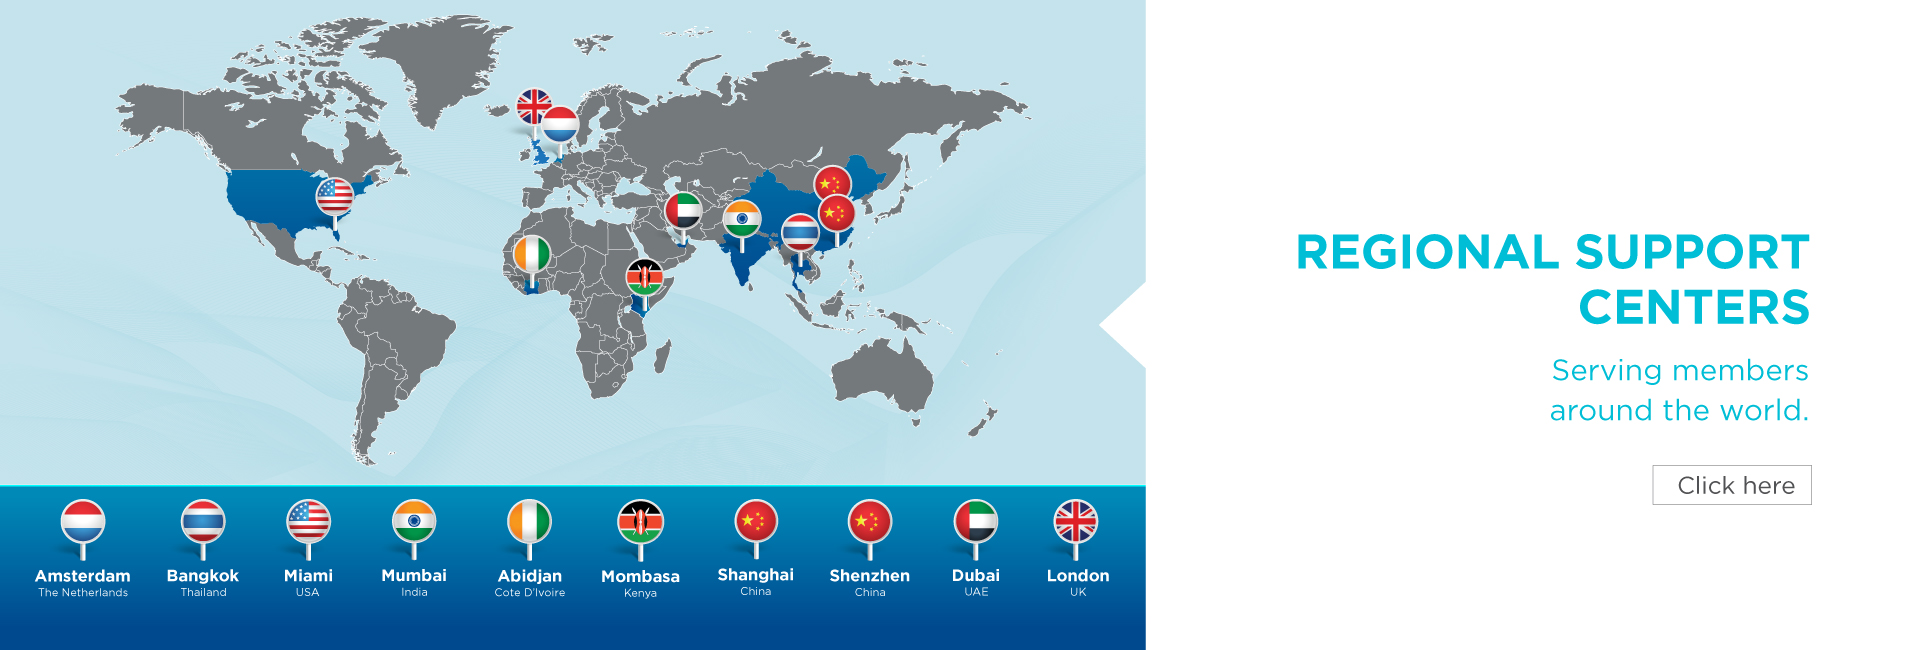 REGIONAL SUPPORT
CENTERS
Serving members
around the world.
Click here
Amsterdam
The Netherlands
Bangkok
Thailand
Miami
USA
Mumbai
India
Abidjan
Cote D'Ivoire
Mombasa
Kenya
Shanghai
China
Shenzhen
China
Dubai
UAE
London
UK